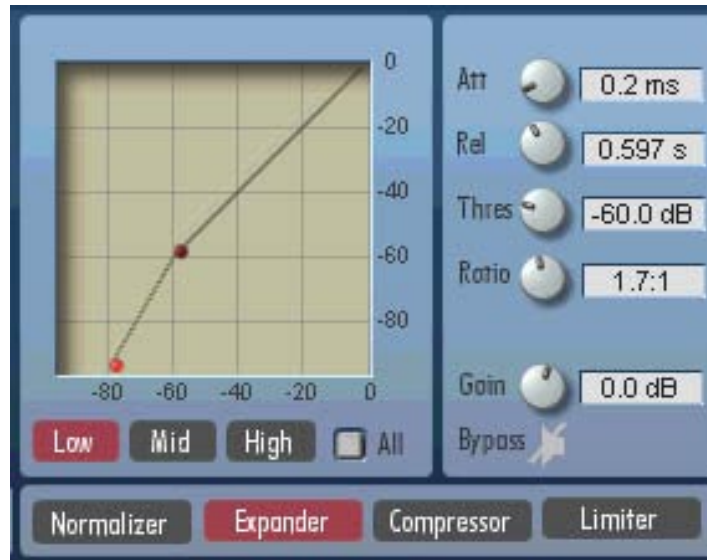 0
-20
-40
-60
-80
-80 -60 -40 -20 0
Low Mid High All
Att 0.2 ms
Rel 0.597 s
Thres -60.0 dB
Ratio 1.7:1
Gain 0.0 dB
Bypass
Normalizer Expander Compressor Limiter